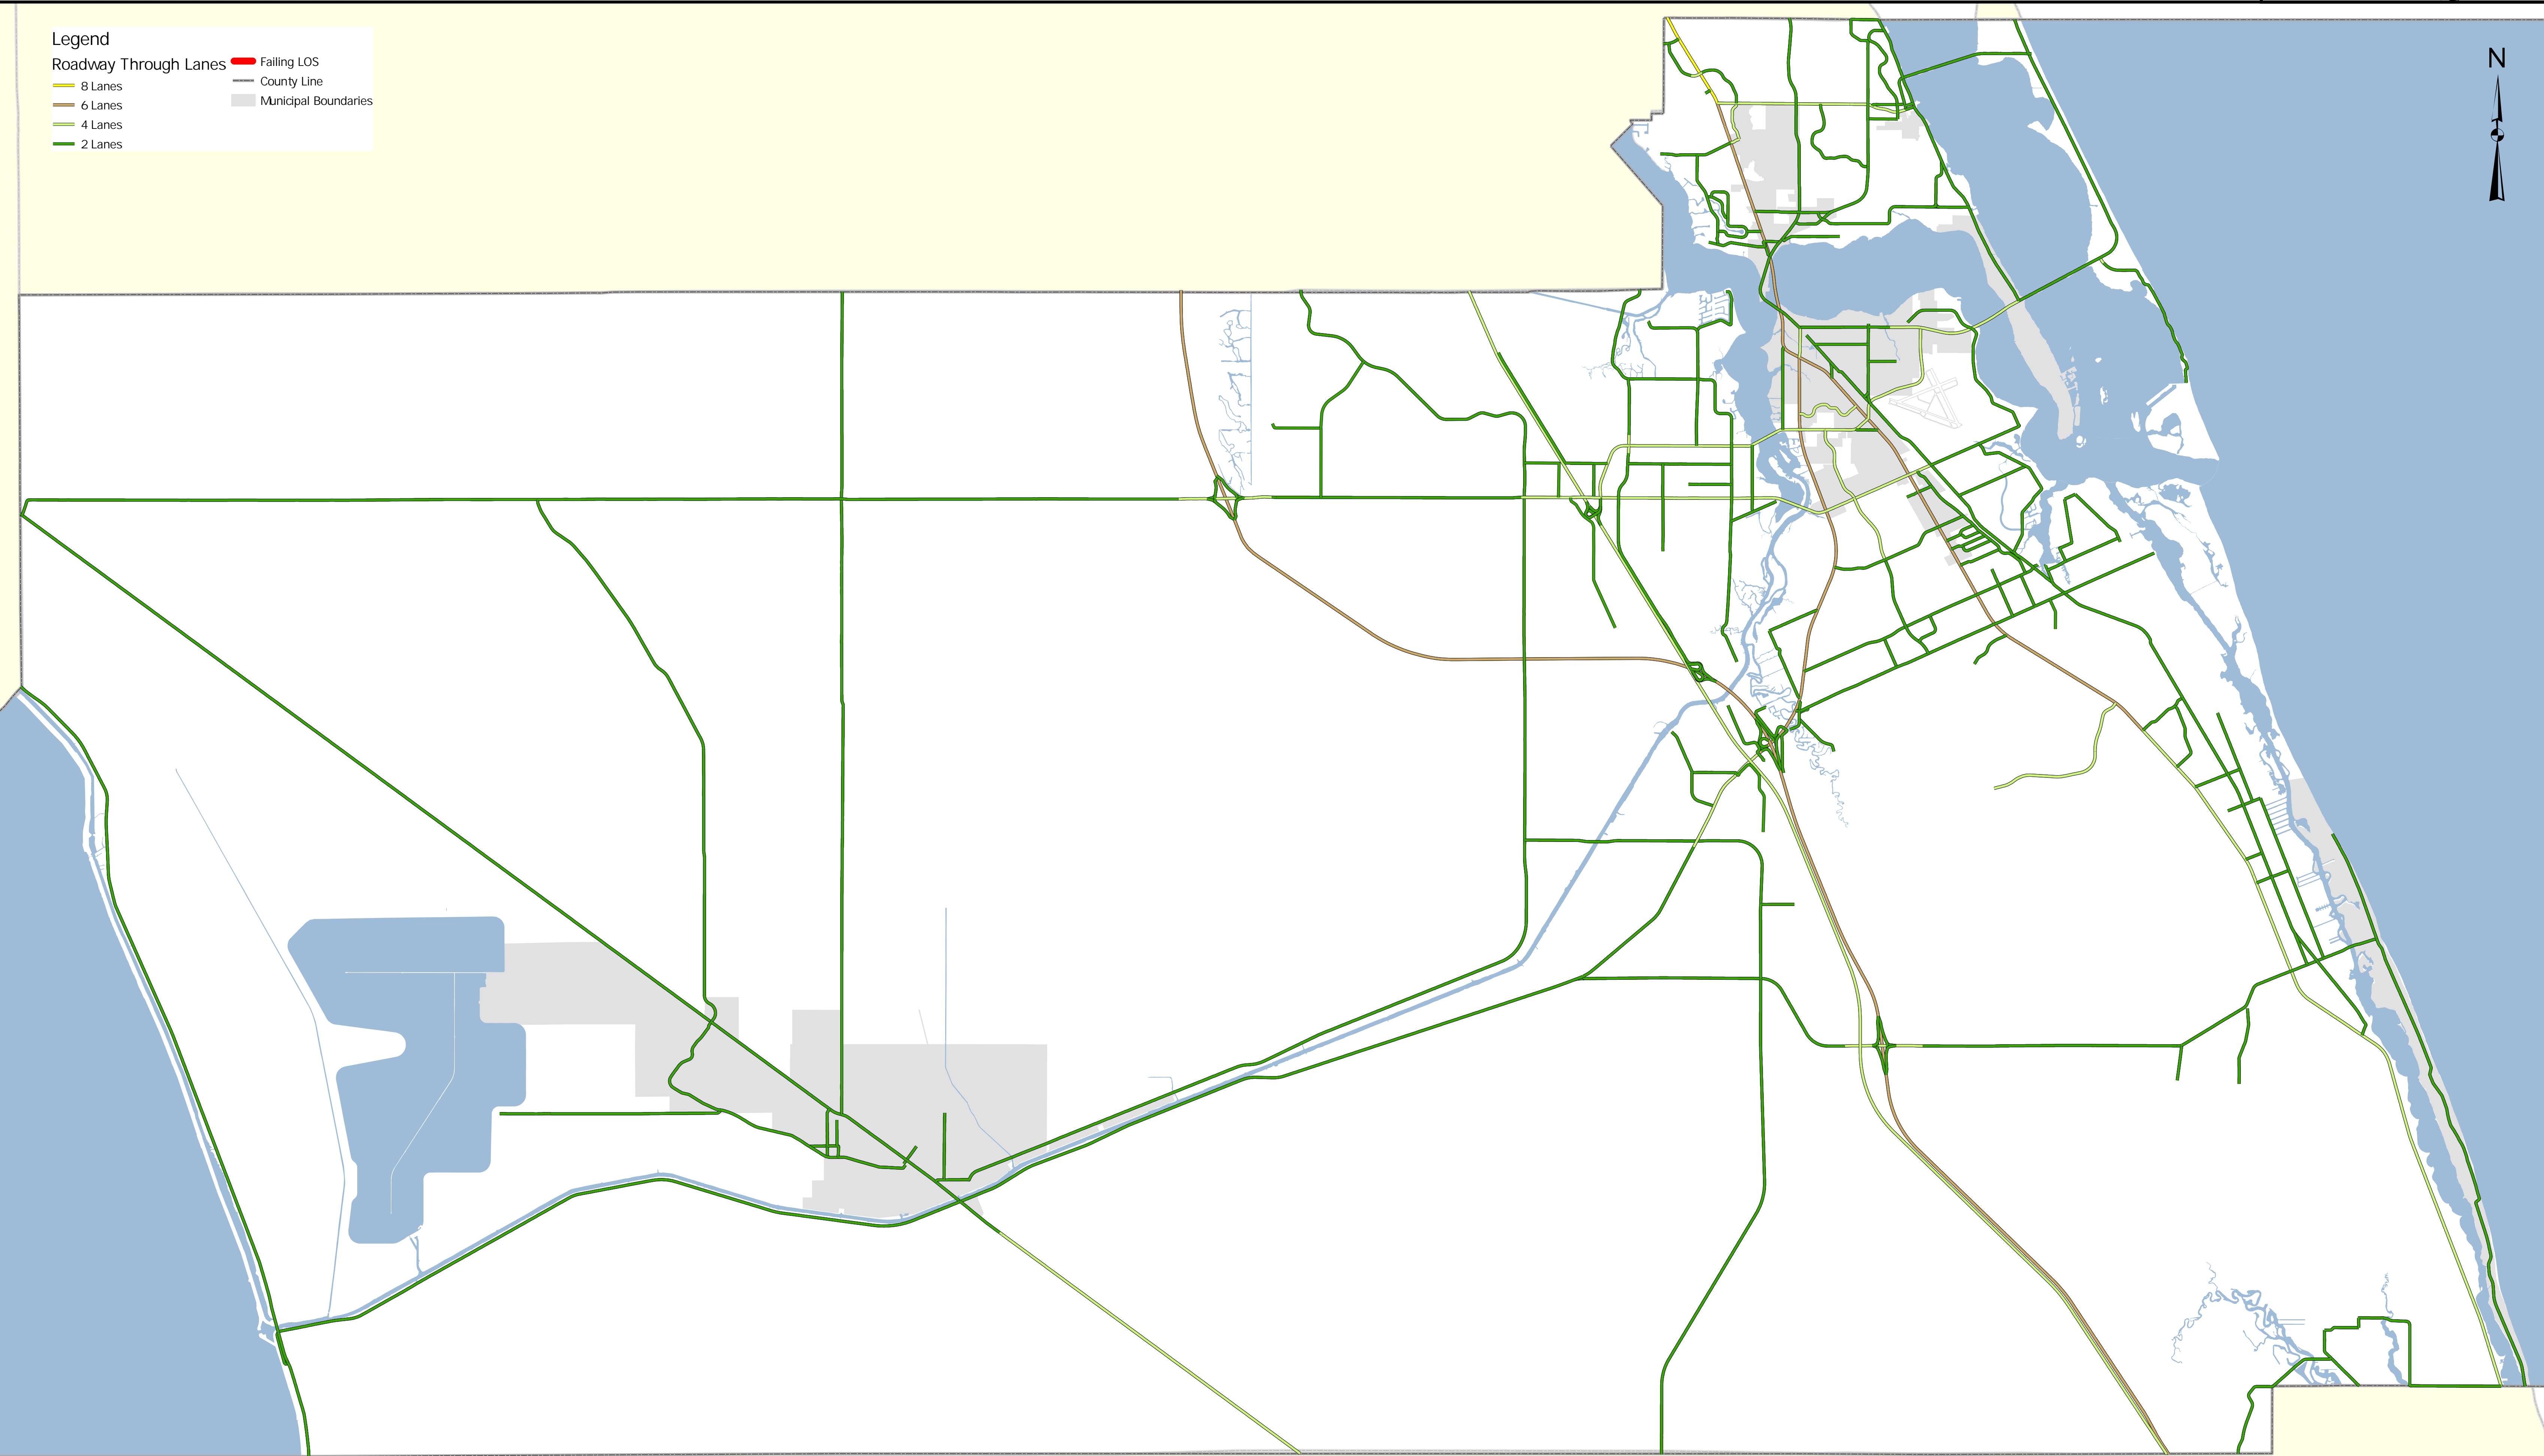 Legend
Roadway Through Lanes
8 Lanes
6 Lanes
4 Lanes
2 Lanes
Failing LOS
County Line
Municipal Boundaries
N